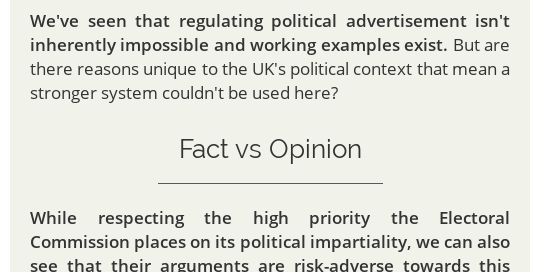 We've seen that regulating political advertisement isn't
inherently impossible and working examples exist. But are
there reasons unique to the UK's political context that mean a
stronger system couldn't be used here?
Fact vs Opinion
While respecting the high priority the Electoral
Commission places on its political impartiality, we can also
see that their arguments are risk-adverse towards this